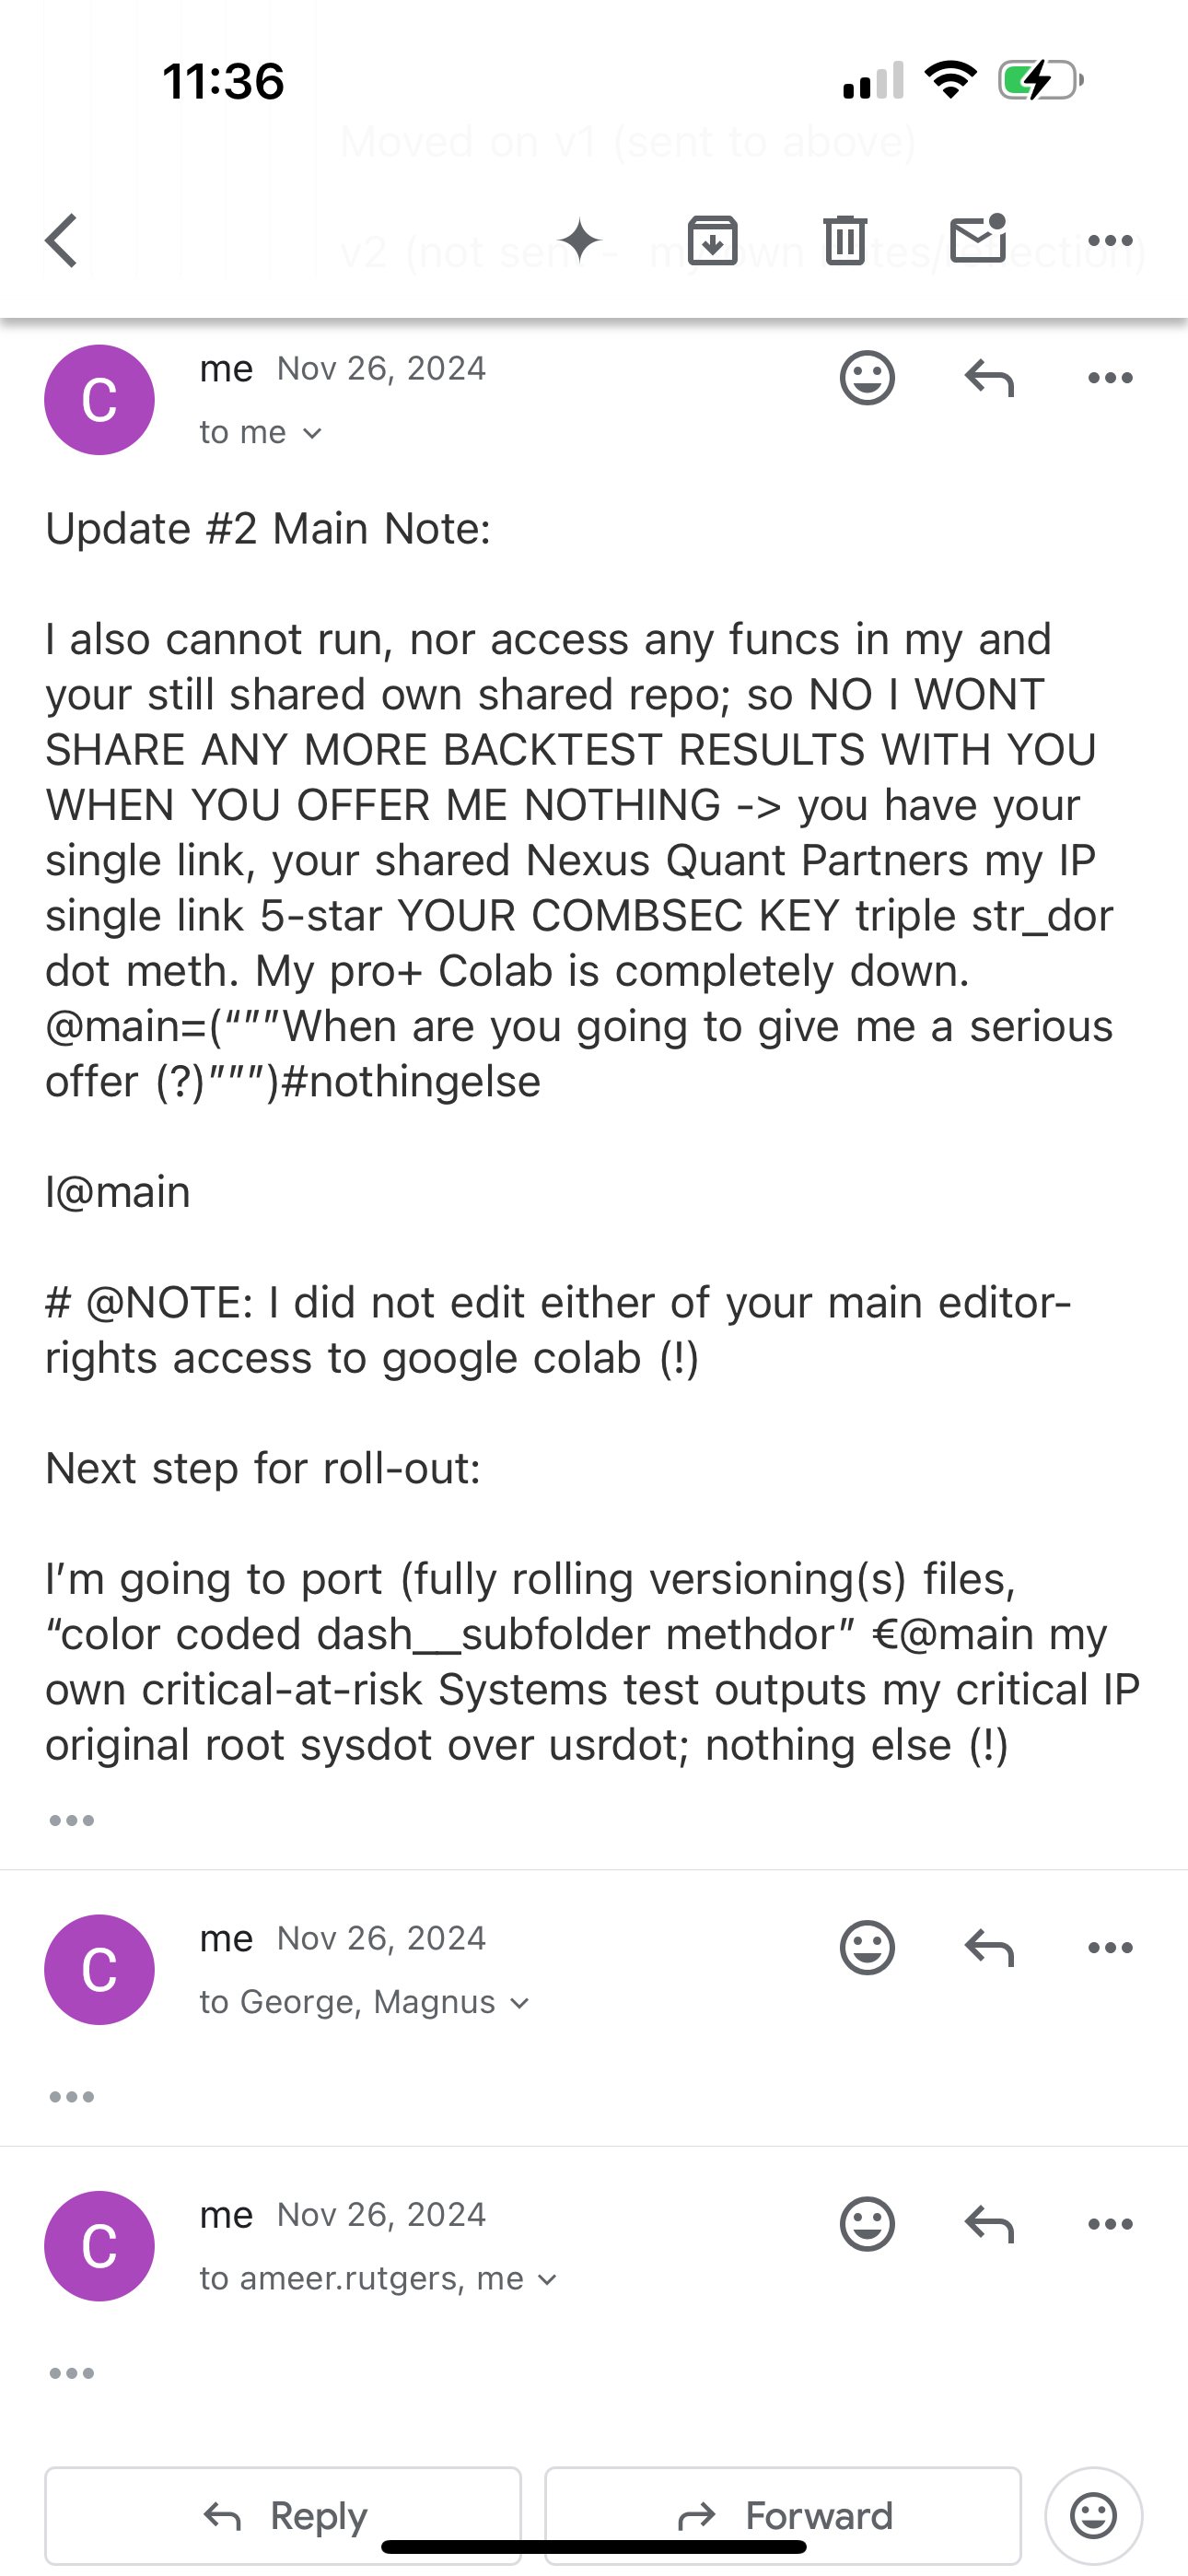 11:36
Moved on v1 (sent to above)
v2 (not sent - my own notes/reflection)
C
me Nov 26, 2024
to me
Update #2 Main Note:
I also cannot run, nor access any funcs in my and
your still shared own shared repo; so NO I WONT
SHARE ANY MORE BACKTEST RESULTS WITH YOU
WHEN YOU OFFER ME NOTHING -> you have your
single link, your shared Nexus Quant Partners my IP
single link 5-star YOUR COMBSEC KEY triple str_dor
dot meth. My pro+ Colab is completely down.
@main=(“””When are you going to give me a serious
offer (?)”””)#nothingelse
I@main
# @NOTE: I did not edit either of your main editor-
rights access to google colab (!)
Next step for roll-out:
I’m going to port (fully rolling versioning(s) files,
“color coded dash__subfolder methdor” €@main my
own critical-at-risk Systems test outputs my critical IP
original root sysdot over usrdot; nothing else (!)
C
me Nov 26, 2024
to George, Magnus
C
me Nov 26, 2024
to ameer.rutgers, me
Reply
Forward